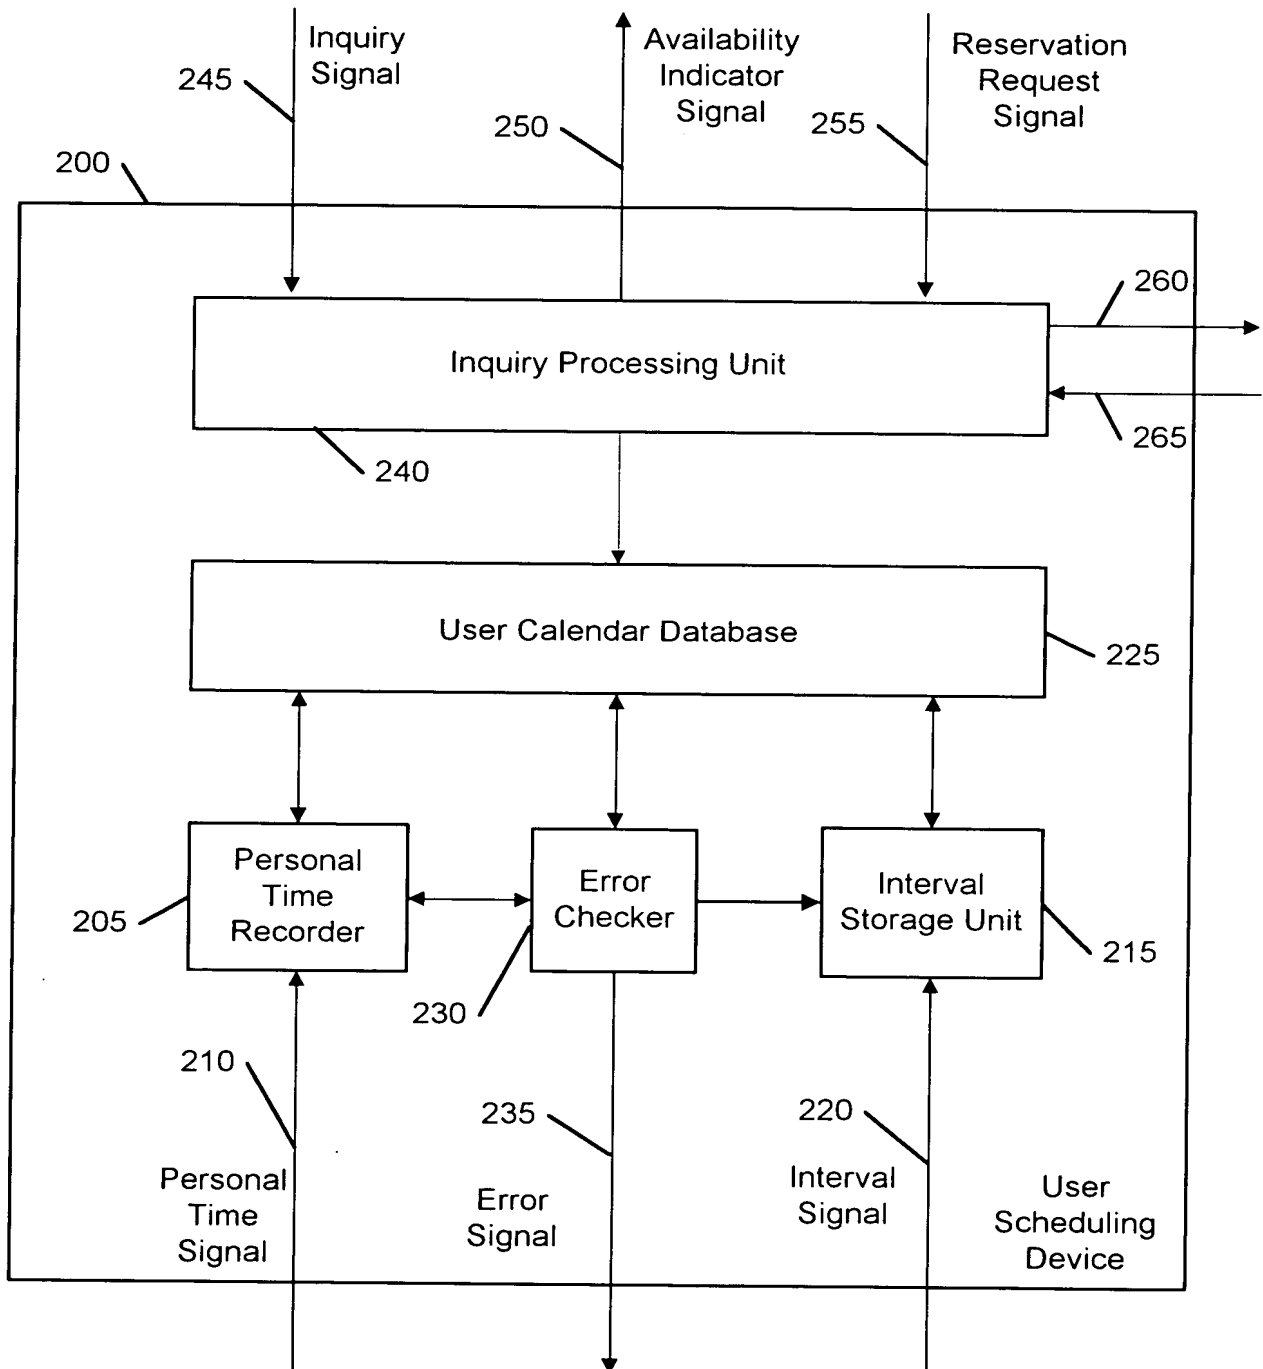 Inquiry
Signal
245
Availability
Indicator
Signal
250
Reservation
Request
Signal
255
200
260
Inquiry Processing Unit
265
240
User Calendar Database
225
Personal
Time
Recorder
205
Error
Checker
230
Interval
Storage Unit
215
210
235
220
Personal
Time
Signal
Error
Signal
Interval
Signal
User
Scheduling
Device